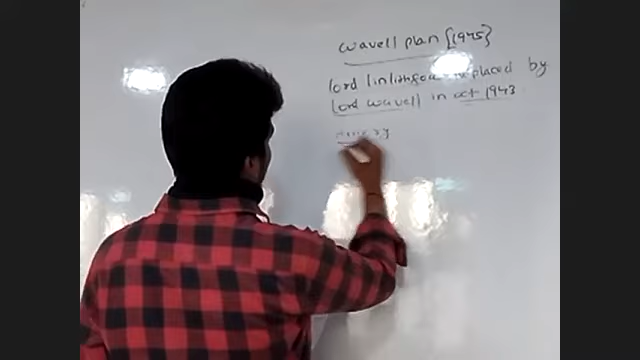 wavell plan {1945}
lord linlithgow replaced by
lord wavell in oct 1943